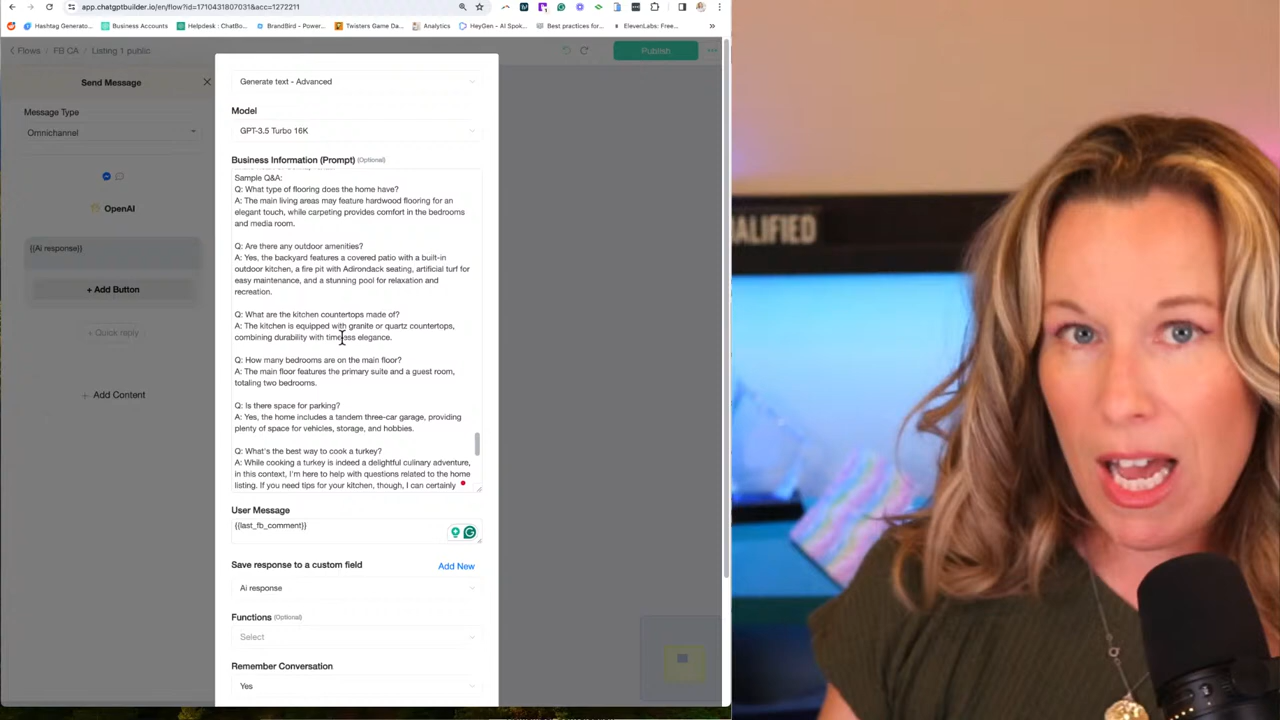 app.chatgptbuilder.io/en/flow?id=1710431807031&acc=1272211
Hashtag Generato...
Business Accounts
Helpdesk : ChatBo...
BrandBird – Power...
Twisters Game Day...
Analytics
HeyGen - AI Spok...
Best practices for...
ElevenLabs: Free...
Flows / FB CA / Listing 1 public
Publish
Send Message
Message Type
Omnichannel
OpenAI
{{Ai response}}
+ Add Button
+ Quick reply
+ Add Content
Generate text - Advanced
Model
GPT-3.5 Turbo 16K
Business Information (Prompt) (Optional)
Sample Q&A:
Q: What type of flooring does the home have?
A: The main living areas may feature hardwood flooring for an
elegant touch, while carpeting provides comfort in the bedrooms
and media room.
Q: Are there any outdoor amenities?
A: Yes, the backyard features a covered patio with a built-in
outdoor kitchen, a fire pit with Adirondack seating, artificial turf for
easy maintenance, and a stunning pool for relaxation and
recreation.
Q: What are the kitchen countertops made of?
A: The kitchen is equipped with granite or quartz countertops,
combining durability with timeless elegance.
Q: How many bedrooms are on the main floor?
A: The main floor features the primary suite and a guest room,
totaling two bedrooms.
Q: Is there space for parking?
A: Yes, the home includes a tandem three-car garage, providing
plenty of space for vehicles, storage, and hobbies.
Q: What's the best way to cook a turkey?
A: While cooking a turkey is indeed a delightful culinary adventure,
in this context, I'm here to help with questions related to the home
listing. If you need tips for your kitchen, though, I can certainly
User Message
{{last_fb_comment}}
Save response to a custom field
Add New
Ai response
Functions (Optional)
Select
Remember Conversation
Yes
ALIFIED